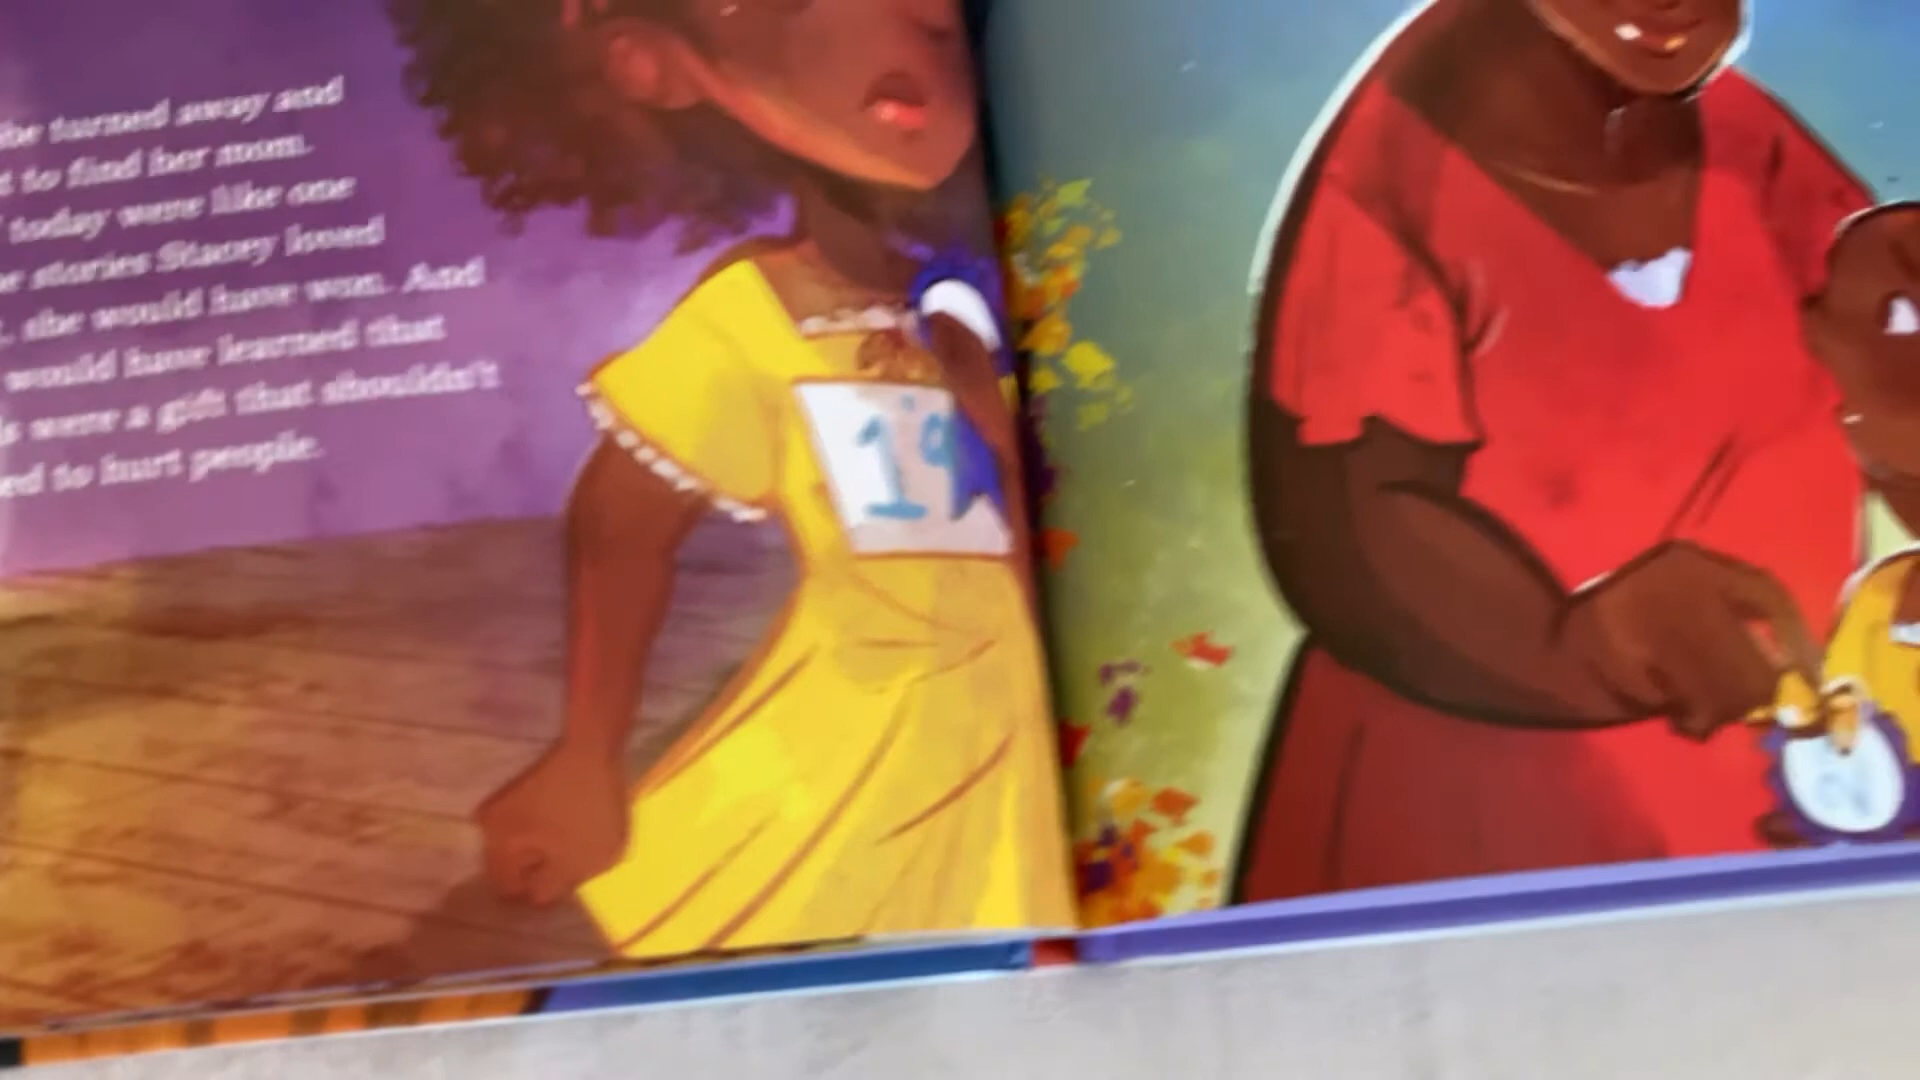 she turned away and
to find her mom.
today were like one
stories Stacey loved
she would have won. And
would have learned that
were a gift that shouldn't
to hurt people.
19